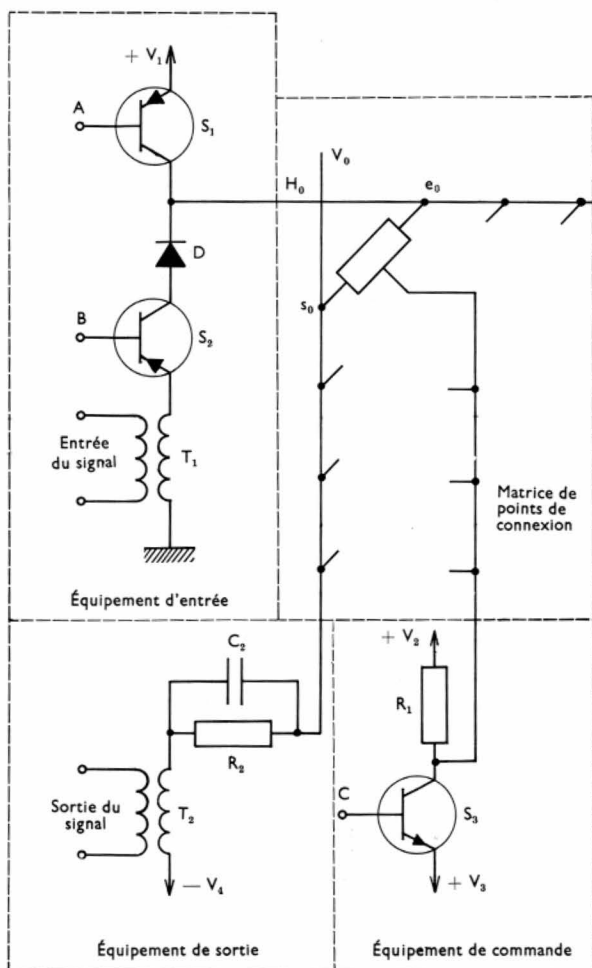 + V₁
A
S₁
V₀
H₀
e₀
D
s₀
B
S₂
Entrée
du signal
T₁
Matrice de
points de
connexion
Équipement d'entrée
C₂
+ V₂
R₁
R₂
C
Sortie du
signal
T₂
S₃
− V₄
+ V₃
Équipement de sortie
Équipement de commande